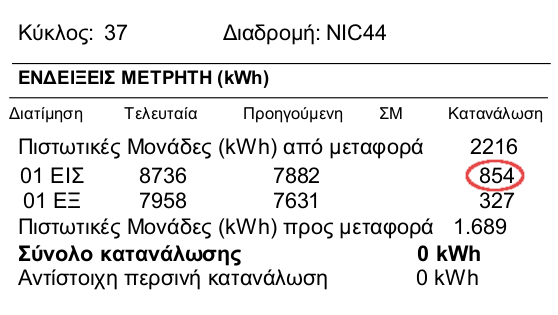 Κύκλος: 37 Διαδρομή: NIC44
ΕΝΔΕΙΞΕΙΣ ΜΕΤΡΗΤΗ (kWh)
Διατίμηση Τελευταία Προηγούμενη ΣΜ Κατανάλωση
Πιστωτικές Μονάδες (kWh) από μεταφορά 2216
01 ΕΙΣ 8736 7882 854
01 ΕΞ 7958 7631 327
Πιστωτικές Μονάδες (kWh) προς μεταφορά 1.689
Σύνολο κατανάλωσης 0 kWh
Αντίστοιχη περσινή κατανάλωση 0 kWh